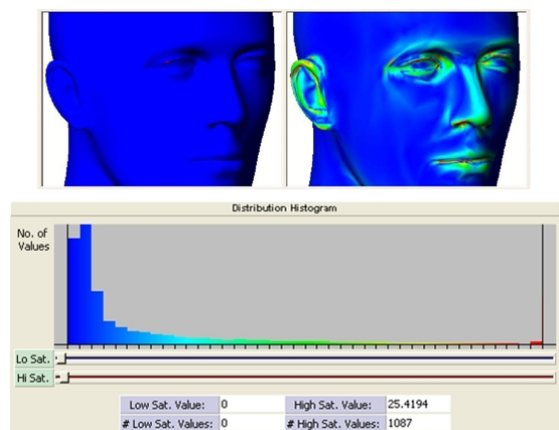 Distribution Histogram
No. of
Values
Lo Sat.
Hi Sat.
Low Sat. Value: 0 High Sat. Value: 25.4194
# Low Sat. Values: 0 # High Sat. Values: 1087